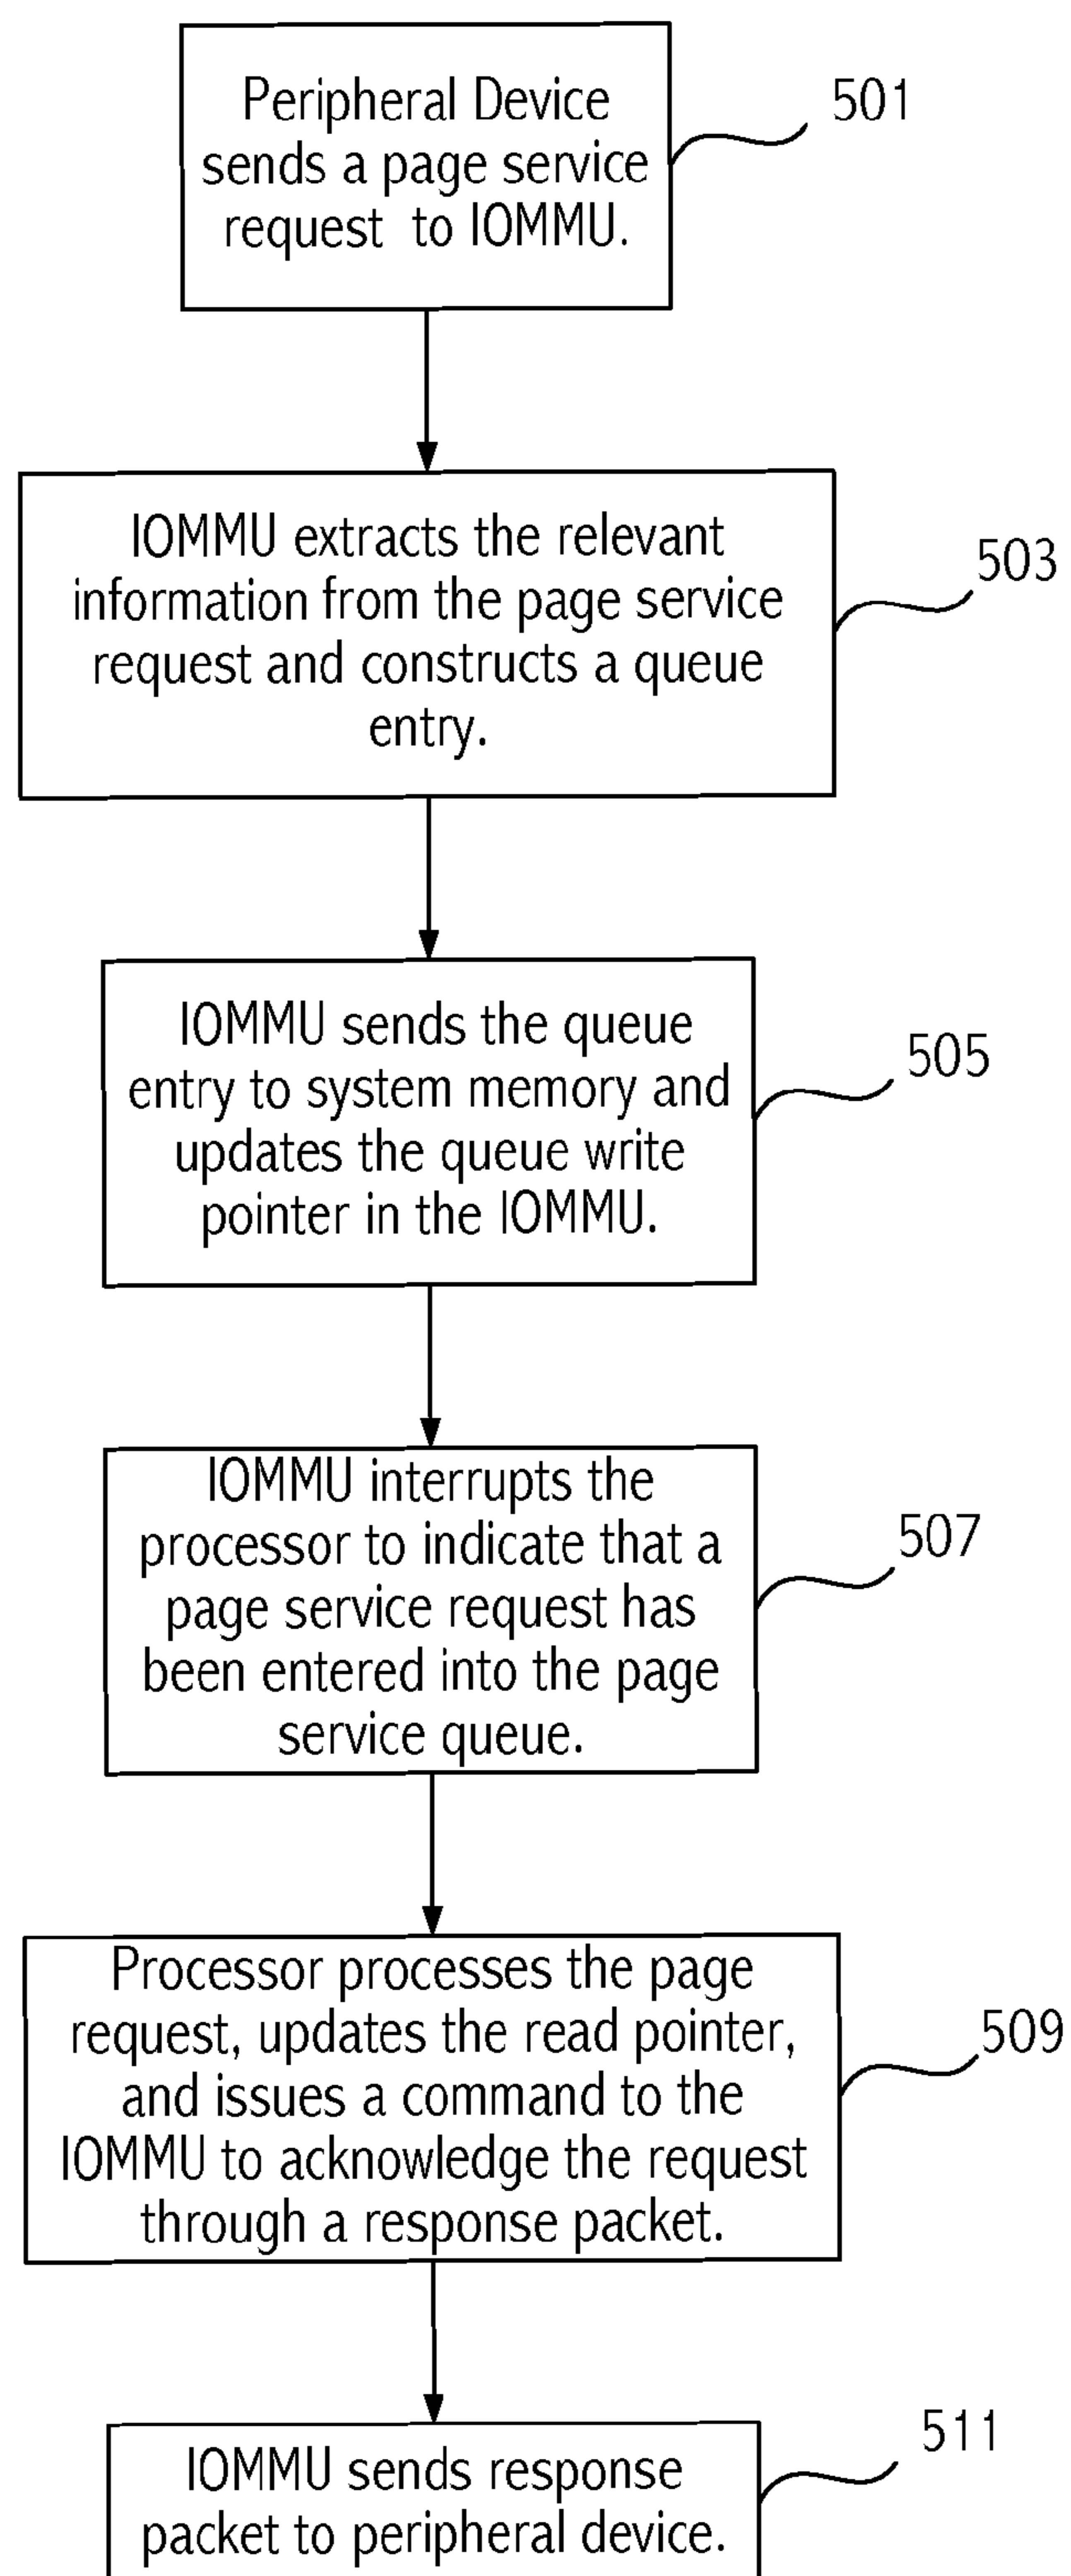 Peripheral Device
sends a page service
request to IOMMU.
501
IOMMU extracts the relevant
information from the page service
request and constructs a queue
entry.
503
IOMMU sends the queue
entry to system memory and
updates the queue write
pointer in the IOMMU.
505
IOMMU interrupts the
processor to indicate that a
page service request has
been entered into the page
service queue.
507
Processor processes the page
request, updates the read pointer,
and issues a command to the
IOMMU to acknowledge the request
through a response packet.
509
IOMMU sends response
packet to peripheral device.
511